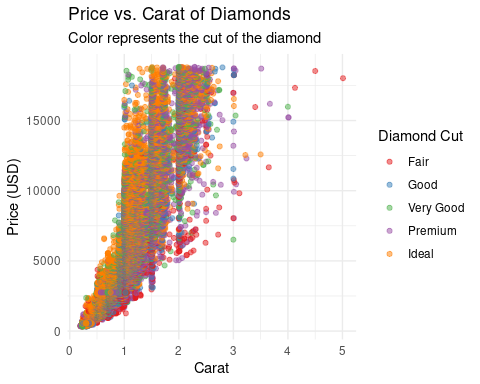 Price vs. Carat of Diamonds
Color represents the cut of the diamond
Price (USD)
15000
10000
5000
0
0 1 2 3 4 5
Carat
Diamond Cut
Fair
Good
Very Good
Premium
Ideal